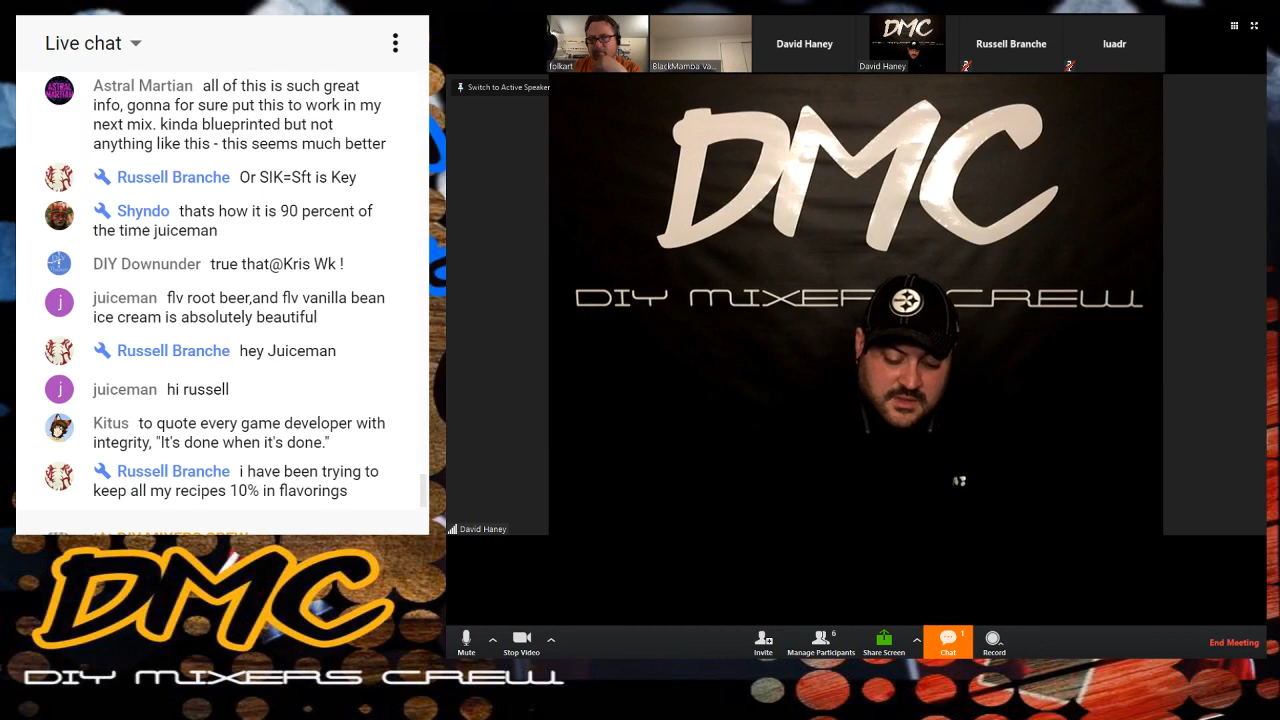 Live chat
Astral Martian all of this is such great
info, gonna for sure put this to work in my
next mix. kinda blueprinted but not
anything like this - this seems much better
Russell Branche Or SIK=Sft is Key
Shyndo thats how it is 90 percent of
the time juiceman
DIY Downunder true that@Kris Wk !
j juiceman flv root beer,and flv vanilla bean
ice cream is absolutely beautiful
Russell Branche hey Juiceman
j juiceman hi russell
Kitus to quote every game developer with
integrity, "It's done when it's done."
Russell Branche i have been trying to
keep all my recipes 10% in flavorings
DIY MIXERS CREW
DMC
DIY MIXERS CREW
folkart
BlackMamba Va...
David Haney
DMC
David Haney
Russell Branche
luadr
Switch to Active Speaker
DMC
DIY MIXERS CREW
David Haney
Mute
Stop Video
Invite
6
Manage Participants
Share Screen
1
Chat
Record
End Meeting